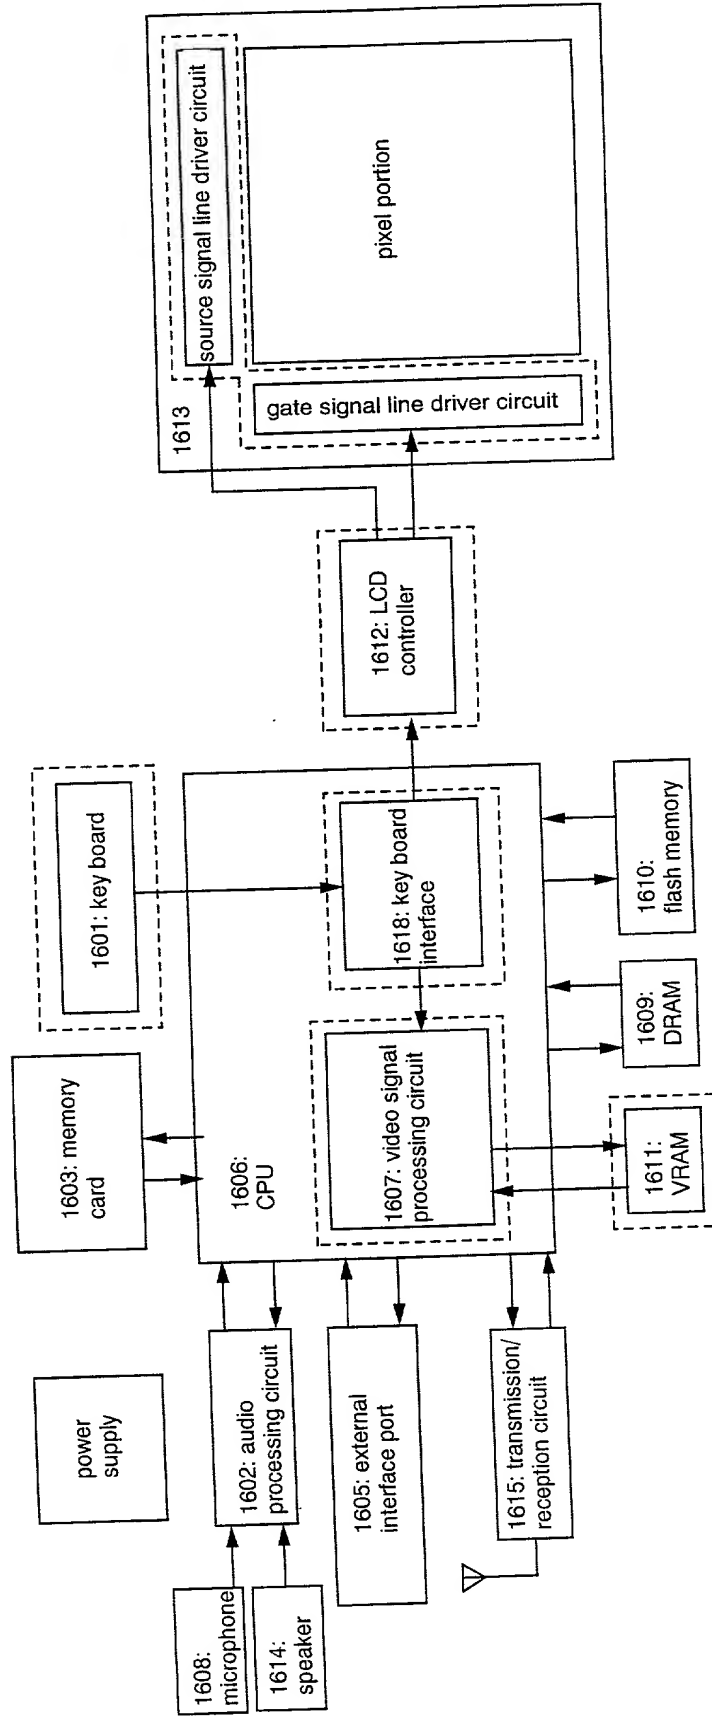 power
supply
1603: memory
card
1601: key board
1608:
microphone
1614:
speaker
1602: audio
processing circuit
1605: external
interface port
1615: transmission/
reception circuit
1606:
CPU
1607: video signal
processing circuit
1618: key board
interface
1611:
VRAM
1609:
DRAM
1610:
flash memory
1612: LCD
controller
1613
source signal line driver circuit
gate signal line driver circuit
pixel portion